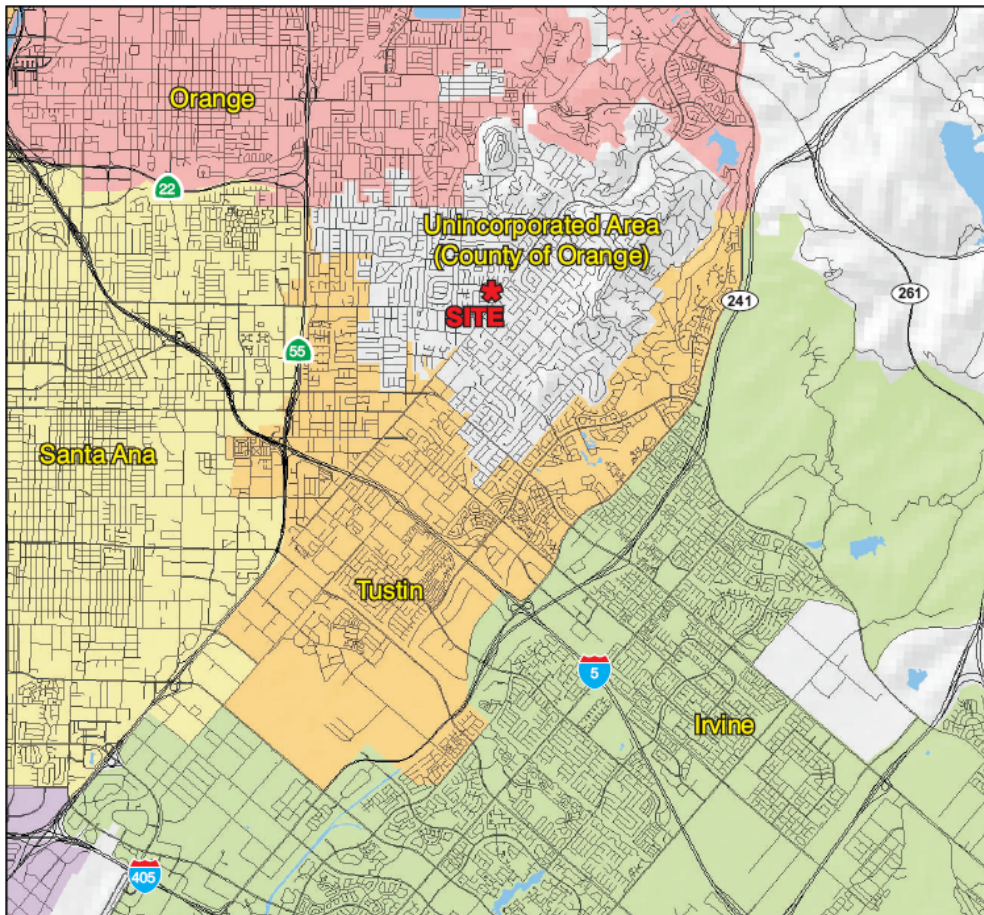 Orange
22
Unincorporated Area
(County of Orange)
*
SITE
241
261
55
Santa Ana
Tustin
5
Irvine
405